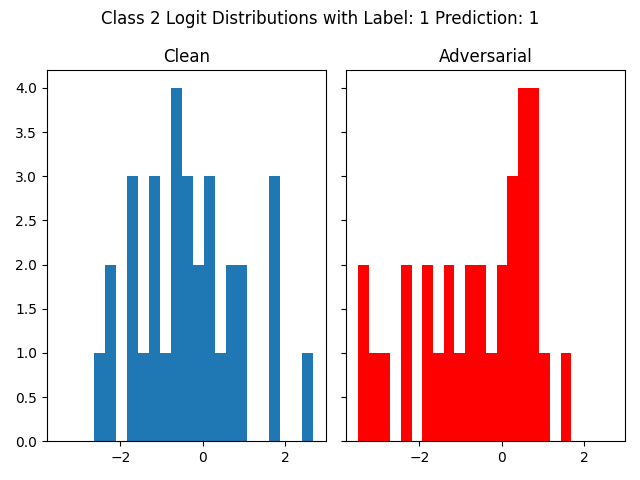 Class 2 Logit Distributions with Label: 1 Prediction: 1
Clean
Adversarial
4.0
3.5
3.0
2.5
2.0
1.5
1.0
0.5
0.0
−2 0 2
−2 0 2